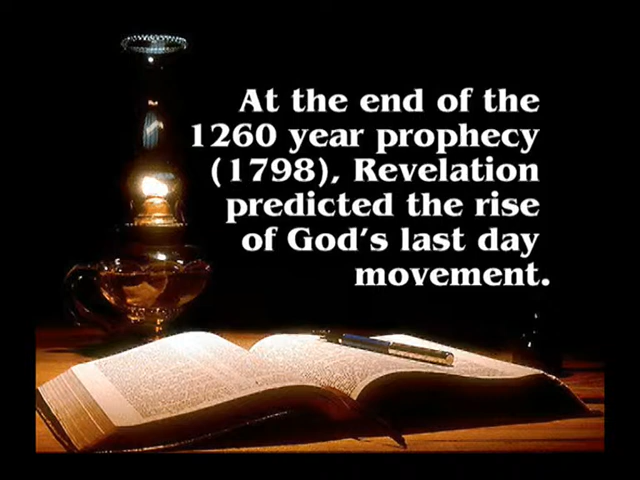 At the end of the
1260 year prophecy
(1798), Revelation
predicted the rise
of God's last day
movement.